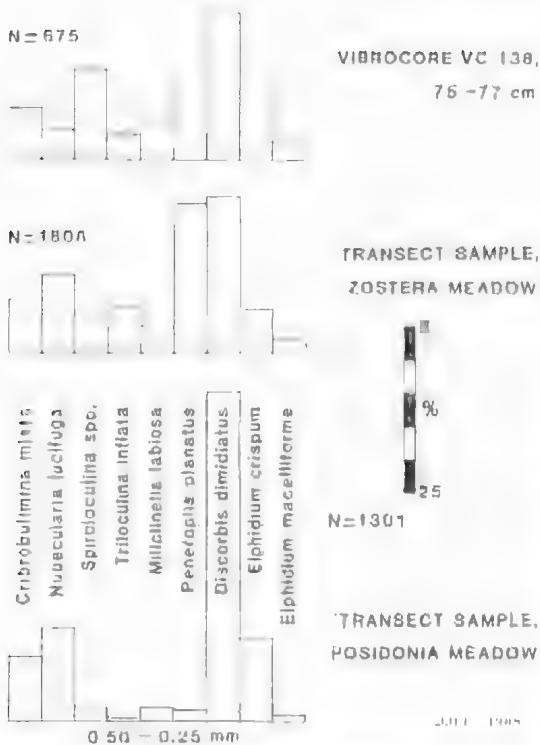 N=675
VIBROCORE VC 138,
76 -77 cm
N=1808
TRANSECT SAMPLE,
ZOSTERA MEADOW
Cribrobulimina mixta
Nubecularia lucifuga
Spiroloculina spp.
Triloculina inflata
Miliolinella labiosa
Peneroplis planatus
Discorbis dimidiatus
Elphidium crispum
Elphidium macelliforme
%
25
N=1301
TRANSECT SAMPLE,
POSIDONIA MEADOW
0.50 - 0.25 mm